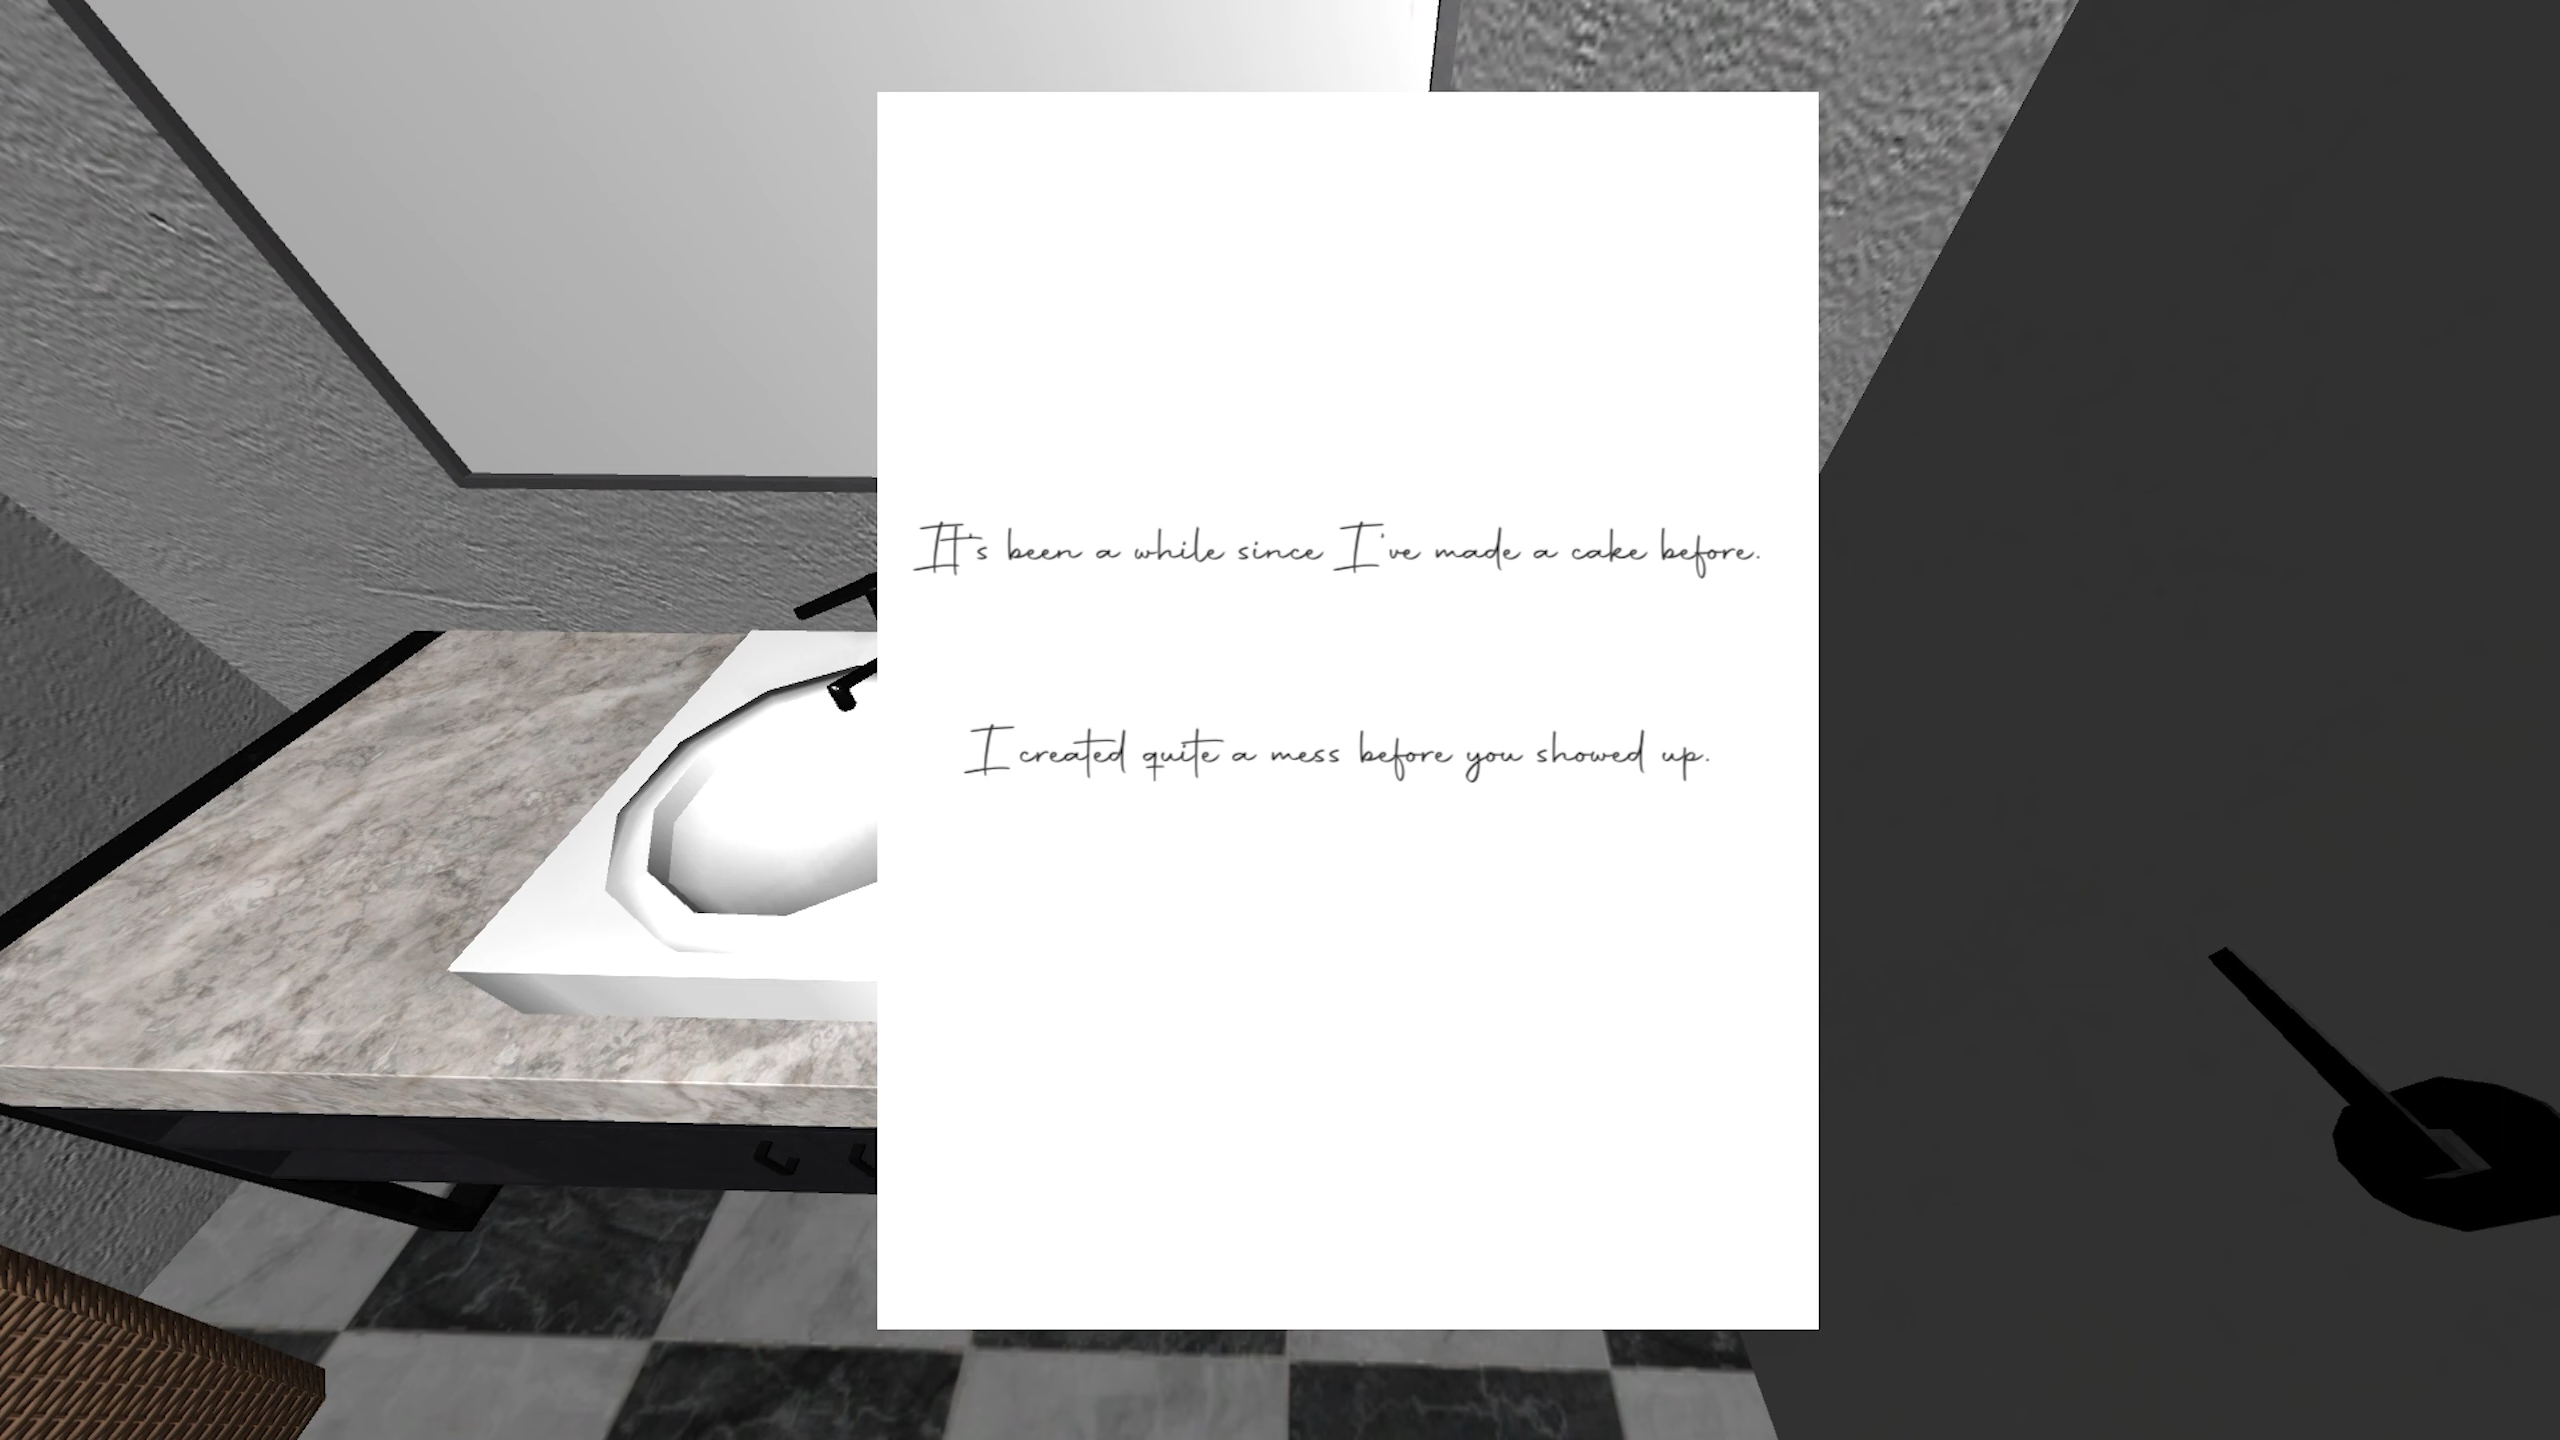 It's been a while since I've made a cake before.
I created quite a mess before you showed up.